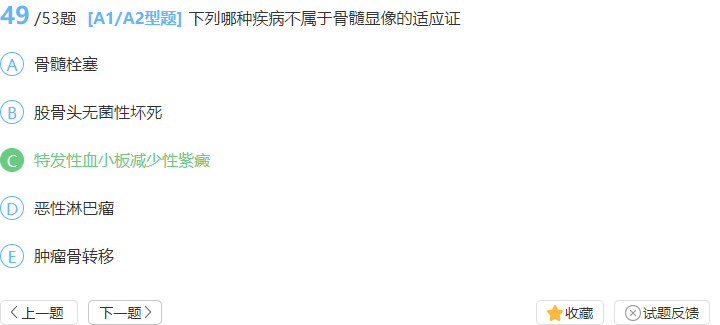 49 /53题 [A1/A2型题] 下列哪种疾病不属于骨髓显像的适应证
A 骨髓栓塞
B 股骨头无菌性坏死
C 特发性血小板减少性紫癜
D 恶性淋巴瘤
E 肿瘤骨转移
上一题 下一题 收藏 试题反馈